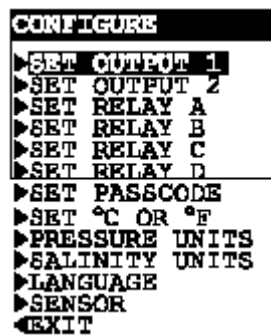 CONFIGURE
SET OUTPUT 1
SET OUTPUT 2
SET RELAY A
SET RELAY B
SET RELAY C
SET RELAY D
SET PASSCODE
SET °C OR °F
PRESSURE UNITS
SALINITY UNITS
LANGUAGE
SENSOR
EXIT